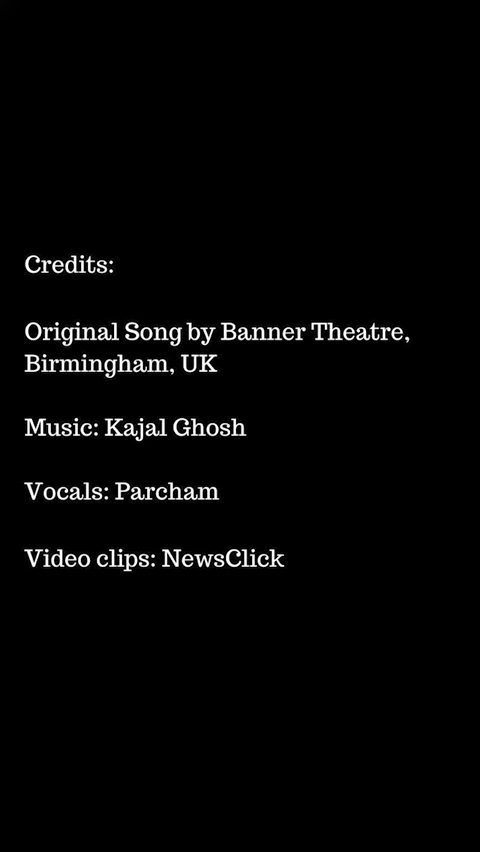 Credits:
Original Song by Banner Theatre,
Birmingham, UK
Music: Kajal Ghosh
Vocals: Parcham
Video clips: NewsClick